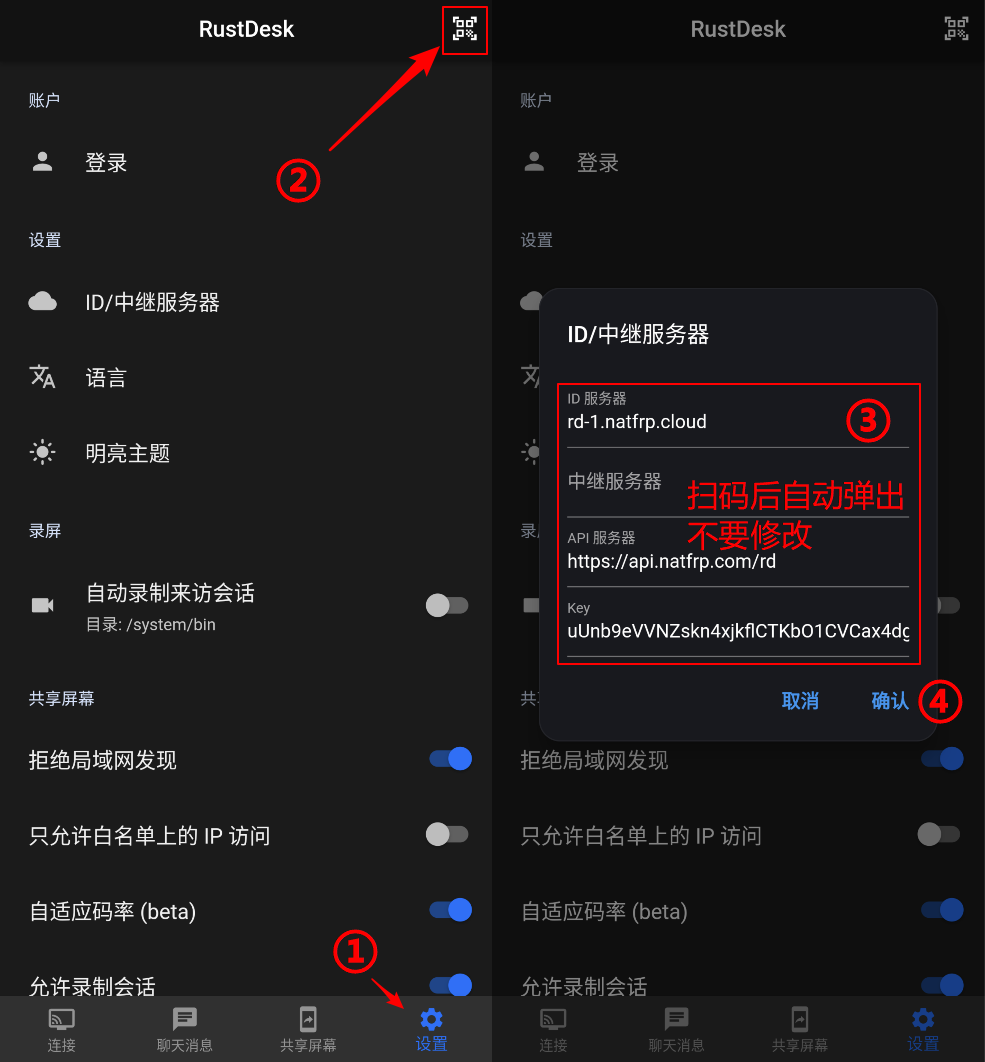 RustDesk
账户
登录
②
设置
ID/中继服务器
语言
明亮主题
录屏
自动录制来访会话
目录: /system/bin
共享屏幕
拒绝局域网发现
只允许白名单上的 IP 访问
自适应码率 (beta)
①
允许录制会话
连接
聊天消息
共享屏幕
设置
RustDesk
账户
登录
设置
ID/中继服务器
ID 服务器
rd-1.natfrp.cloud
③
中继服务器
扫码后自动弹出
不要修改
API 服务器
https://api.natfrp.com/rd
Key
uUnb9eVVNZskn4xjkflCTKbO1CVCax4dg
取消
确认
④
拒绝局域网发现
只允许白名单上的 IP 访问
自适应码率 (beta)
允许录制会话
连接
聊天消息
共享屏幕
设置